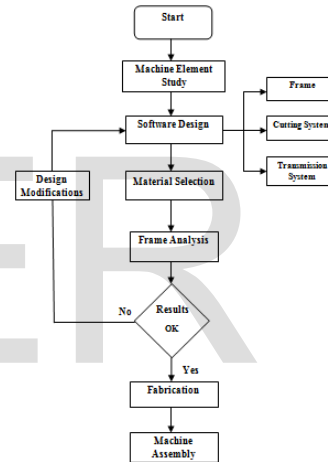 Start
Machine Element
Study
Software Design
Frame
Cutting System
Transmission
System
Design
Modifications
Material Selection
Frame Analysis
Results
OK
No
Yes
Fabrication
Machine
Assembly
ER